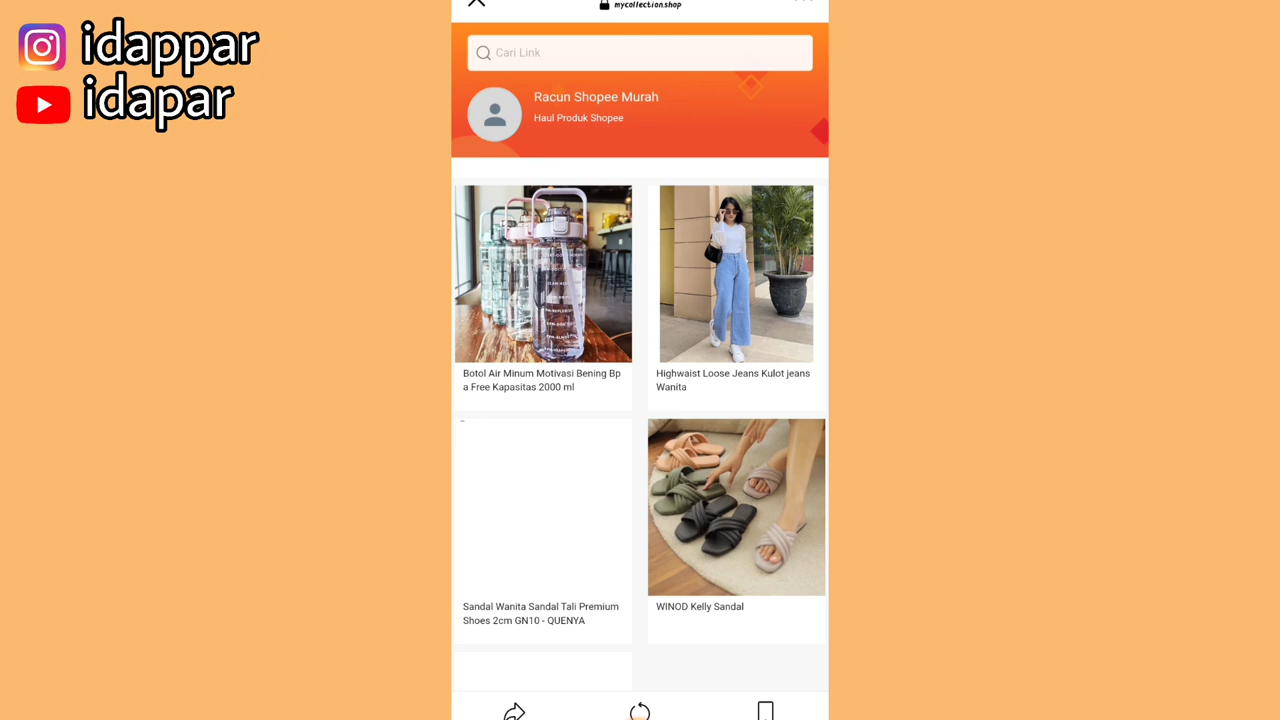 idappar
idapar
mycollection.shop
Cari Link
Racun Shopee Murah
Haul Produk Shopee
Botol Air Minum Motivasi Bening Bp
a Free Kapasitas 2000 ml
Highwaist Loose Jeans Kulot jeans
Wanita
Sandal Wanita Sandal Tali Premium
Shoes 2cm GN10 - QUENYA
WINOD Kelly Sandal